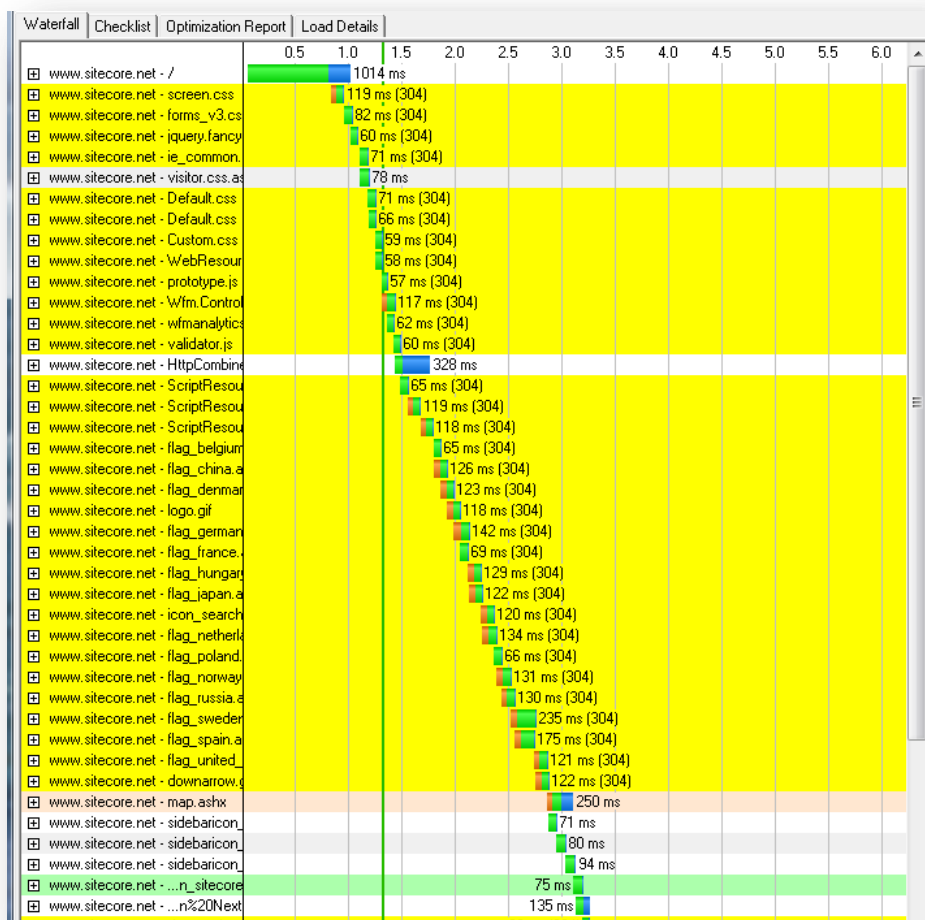 Waterfall Checklist Optimization Report Load Details
0.5 1.0 1.5 2.0 2.5 3.0 3.5 4.0 4.5 5.0 5.5 6.0
www.sitecore.net - / 1014 ms
www.sitecore.net - screen.css 119 ms (304)
www.sitecore.net - forms_v3.cs 82 ms (304)
www.sitecore.net - jquery.fancy 60 ms (304)
www.sitecore.net - ie_common. 71 ms (304)
www.sitecore.net - visitor.css.as 78 ms
www.sitecore.net - Default.css 71 ms (304)
www.sitecore.net - Default.css 66 ms (304)
www.sitecore.net - Custom.css 59 ms (304)
www.sitecore.net - WebResour 58 ms (304)
www.sitecore.net - prototype.js 57 ms (304)
www.sitecore.net - Wfm.Control 117 ms (304)
www.sitecore.net - wfmanalytics 62 ms (304)
www.sitecore.net - validator.js 60 ms (304)
www.sitecore.net - HttpCombine 328 ms
www.sitecore.net - ScriptResou 65 ms (304)
www.sitecore.net - ScriptResou 119 ms (304)
www.sitecore.net - ScriptResou 118 ms (304)
www.sitecore.net - flag_belgium 65 ms (304)
www.sitecore.net - flag_china.a 126 ms (304)
www.sitecore.net - flag_denmar 123 ms (304)
www.sitecore.net - logo.gif 118 ms (304)
www.sitecore.net - flag_german 142 ms (304)
www.sitecore.net - flag_france. 69 ms (304)
www.sitecore.net - flag_hungary 129 ms (304)
www.sitecore.net - flag_japan.a 122 ms (304)
www.sitecore.net - icon_search 120 ms (304)
www.sitecore.net - flag_netherla 134 ms (304)
www.sitecore.net - flag_poland. 66 ms (304)
www.sitecore.net - flag_norway 131 ms (304)
www.sitecore.net - flag_russia.a 130 ms (304)
www.sitecore.net - flag_sweden 235 ms (304)
www.sitecore.net - flag_spain.a 175 ms (304)
www.sitecore.net - flag_united_ 121 ms (304)
www.sitecore.net - downarrow.g 122 ms (304)
www.sitecore.net - map.ashx 250 ms
www.sitecore.net - sidebaricon_ 71 ms
www.sitecore.net - sidebaricon_ 80 ms
www.sitecore.net - sidebaricon_ 94 ms
www.sitecore.net - ...n_sitecore 75 ms
www.sitecore.net - ...n%20Next 135 ms